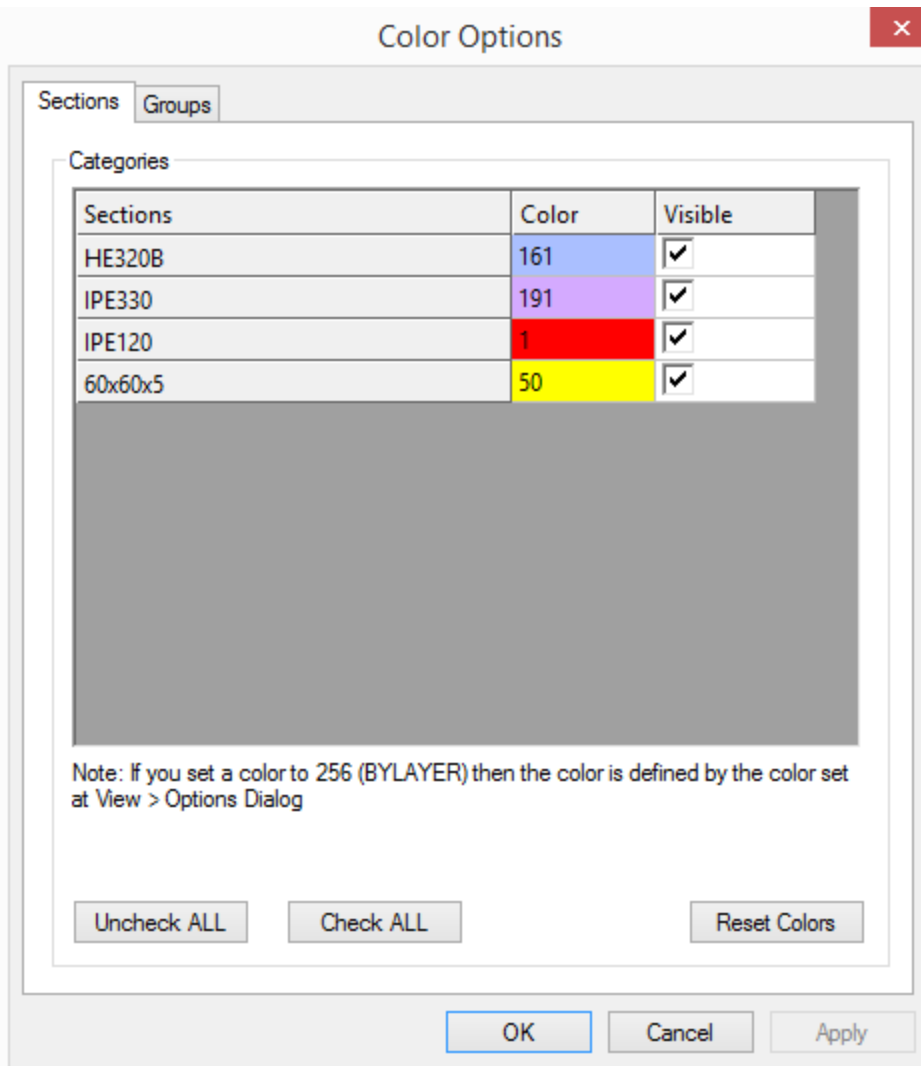 Color Options
Sections Groups
Categories
Sections Color Visible
HE320B 161
IPE330 191
IPE120 1
60x60x5 50
Note: If you set a color to 256 (BYLAYER) then the color is defined by the color set
at View > Options Dialog
Uncheck ALL Check ALL Reset Colors
OK Cancel Apply